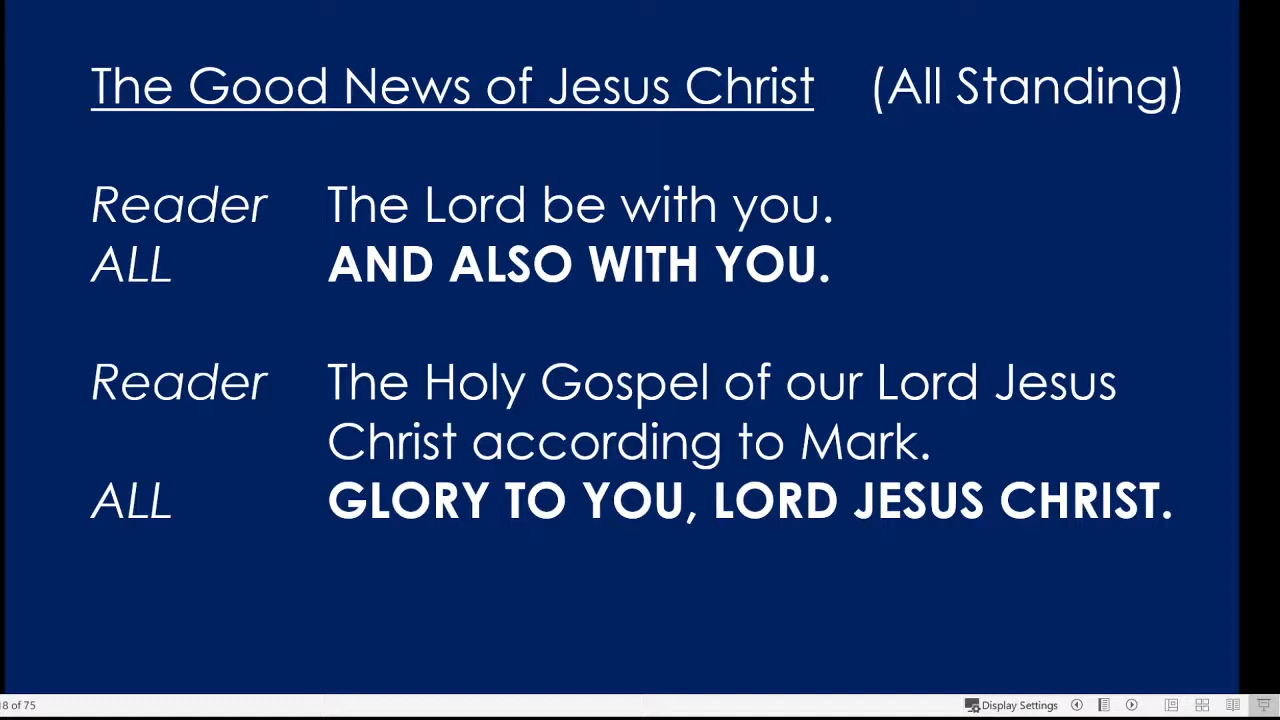 The Good News of Jesus Christ (All Standing)
Reader The Lord be with you.
ALL AND ALSO WITH YOU.
Reader The Holy Gospel of our Lord Jesus
Christ according to Mark.
ALL GLORY TO YOU, LORD JESUS CHRIST.
8 of 75 Display Settings